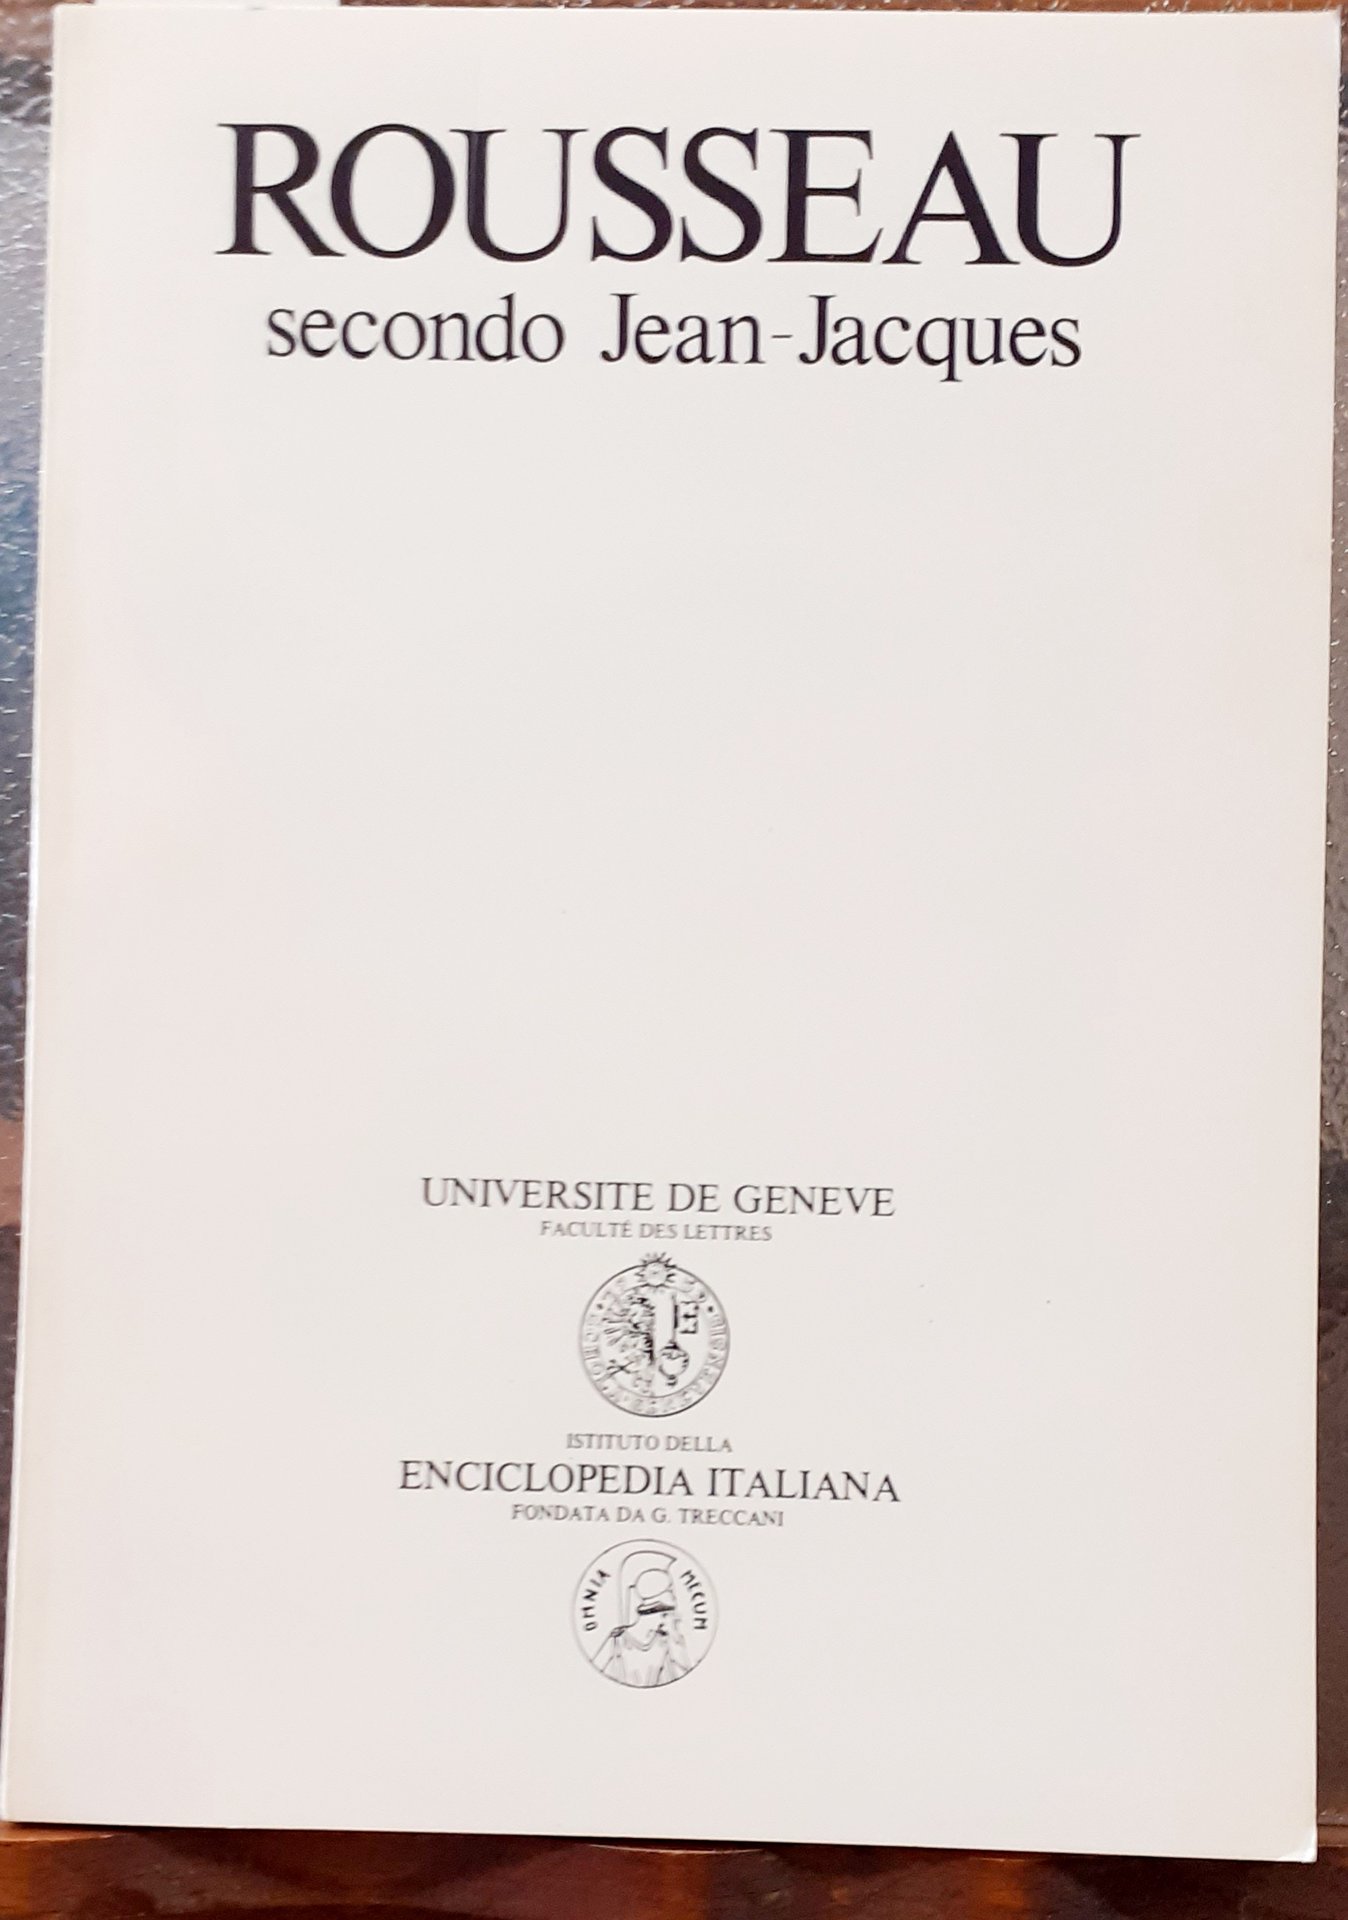 ROUSSEAU
secondo Jean-Jacques
UNIVERSITE DE GENEVE
FACULTÉ DES LETTRES
ISTITUTO DELLA
ENCICLOPEDIA ITALIANA
FONDATA DA G. TRECCANI
OMNIA MECUM